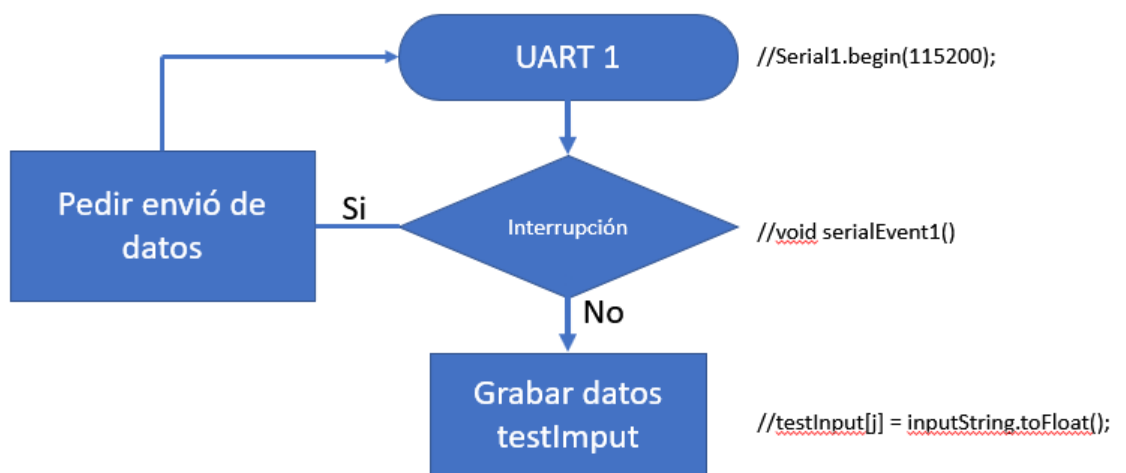 UART 1
//Serial1.begin(115200);
Pedir envió de
datos
Si
Interrupción
//void serialEvent1()
No
Grabar datos
testImput
//testInput[j] = inputString.toFloat();